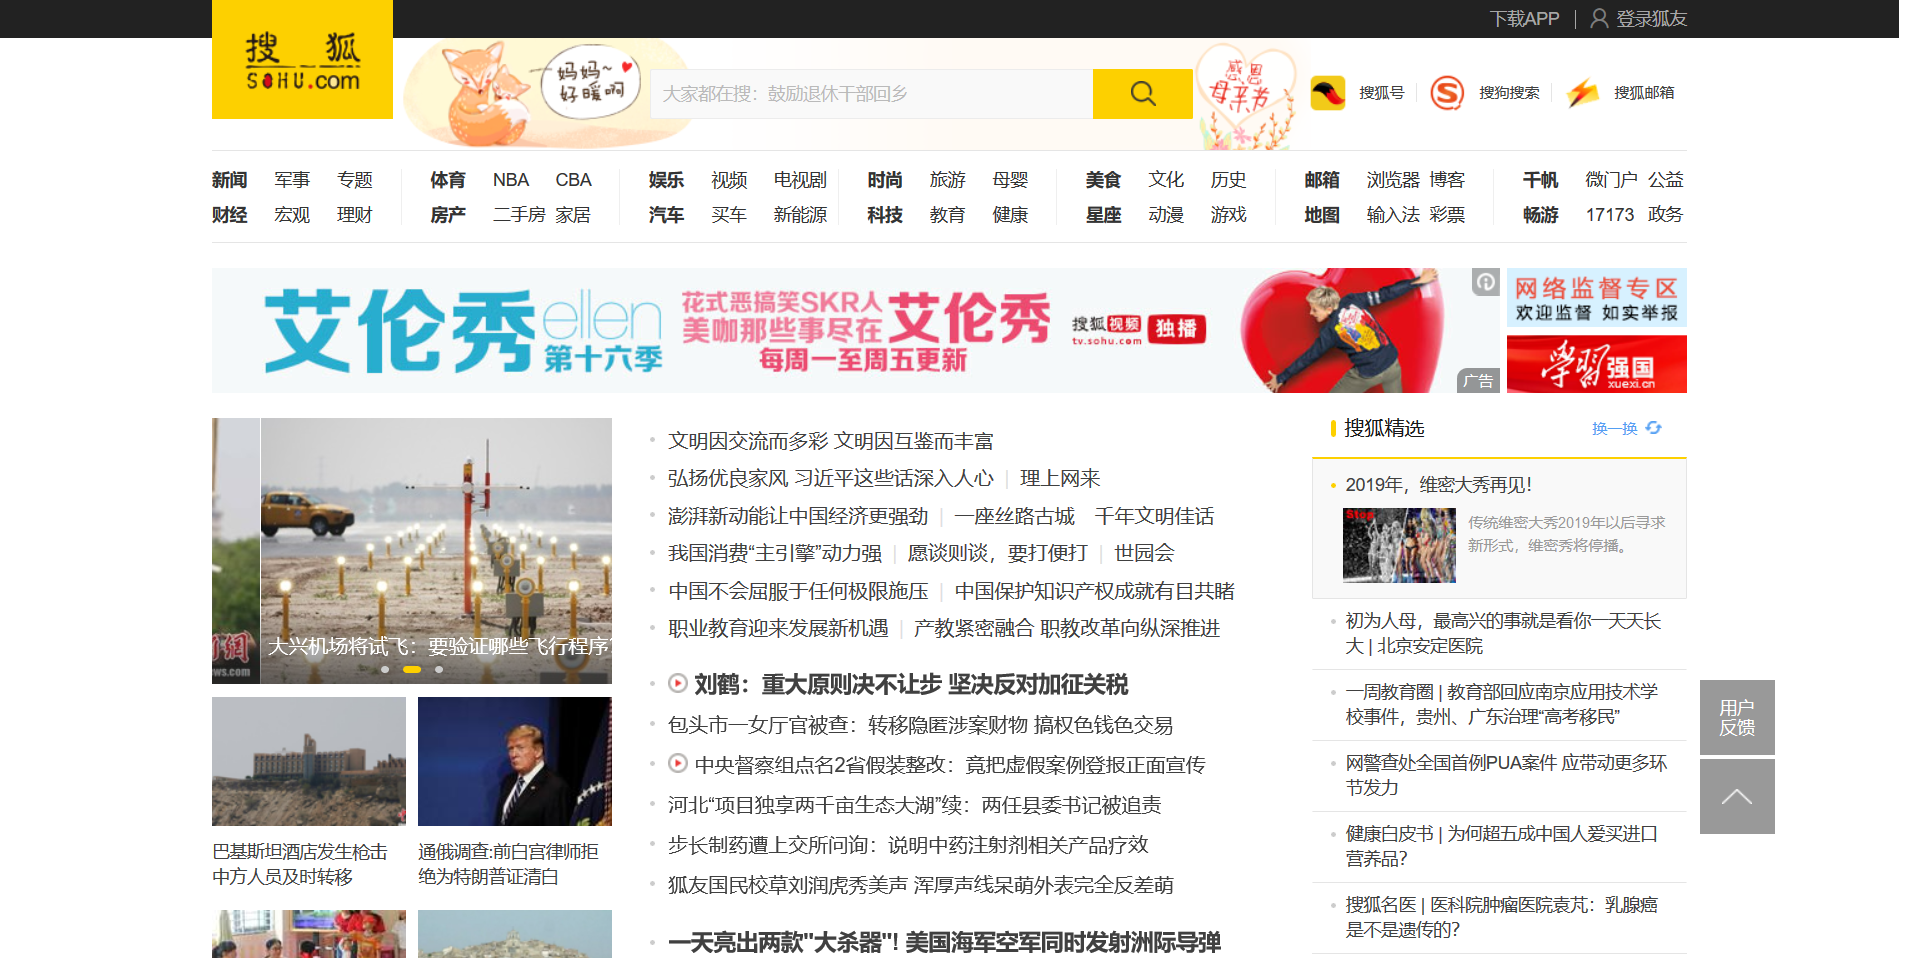 下载APP
登录狐友
搜狐
SOHU.com
妈妈~
好暖啊
大家都在搜：鼓励退休干部回乡
感恩
母亲节
搜狐号
搜狗搜索
搜狐邮箱
新闻 军事 专题
财经 宏观 理财
体育 NBA CBA
房产 二手房 家居
娱乐 视频 电视剧
汽车 买车 新能源
时尚 旅游 母婴
科技 教育 健康
美食 文化 历史
星座 动漫 游戏
邮箱 浏览器 博客
地图 输入法 彩票
千帆 微门户 公益
畅游 17173 政务
艾伦秀 ellen
第十六季
花式恶搞笑SKR人
美咖那些事尽在
艾伦秀
每周一至周五更新
搜狐视频 独播
tv.sohu.com
广告
网络监督专区
欢迎监督 如实举报
学习强国
xuexi.cn
大兴机场将试飞：要验证哪些飞行程序
巴基斯坦酒店发生枪击
中方人员及时转移
通俄调查:前白宫律师拒
绝为特朗普证清白
文明因交流而多彩 文明因互鉴而丰富
弘扬优良家风 习近平这些话深入人心 | 理上网来
澎湃新动能让中国经济更强劲 | 一座丝路古城 千年文明佳话
我国消费“主引擎”动力强 | 愿谈则谈，要打便打 | 世园会
中国不会屈服于任何极限施压 | 中国保护知识产权成就有目共睹
职业教育迎来发展新机遇 | 产教紧密融合 职教改革向纵深推进
刘鹤：重大原则决不让步 坚决反对加征关税
包头市一女厅官被查：转移隐匿涉案财物 搞权色钱色交易
中央督察组点名2省假装整改：竟把虚假案例登报正面宣传
河北“项目独享两千亩生态大湖”续：两任县委书记被追责
步长制药遭上交所问询：说明中药注射剂相关产品疗效
狐友国民校草刘润虎秀美声 浑厚声线呆萌外表完全反差萌
一天亮出两款"大杀器"! 美国海军空军同时发射洲际导弹
搜狐精选
换一换
2019年，维密大秀再见！
传统维密大秀2019年以后寻求
新形式，维密秀将停播。
初为人母，最高兴的事就是看你一天天长
大 | 北京安定医院
一周教育圈 | 教育部回应南京应用技术学
校事件，贵州、广东治理“高考移民”
网警查处全国首例PUA案件 应带动更多环
节发力
健康白皮书 | 为何超五成中国人爱买进口
营养品？
搜狐名医 | 医科院肿瘤医院袁芃：乳腺癌
是不是遗传的？
用户
反馈